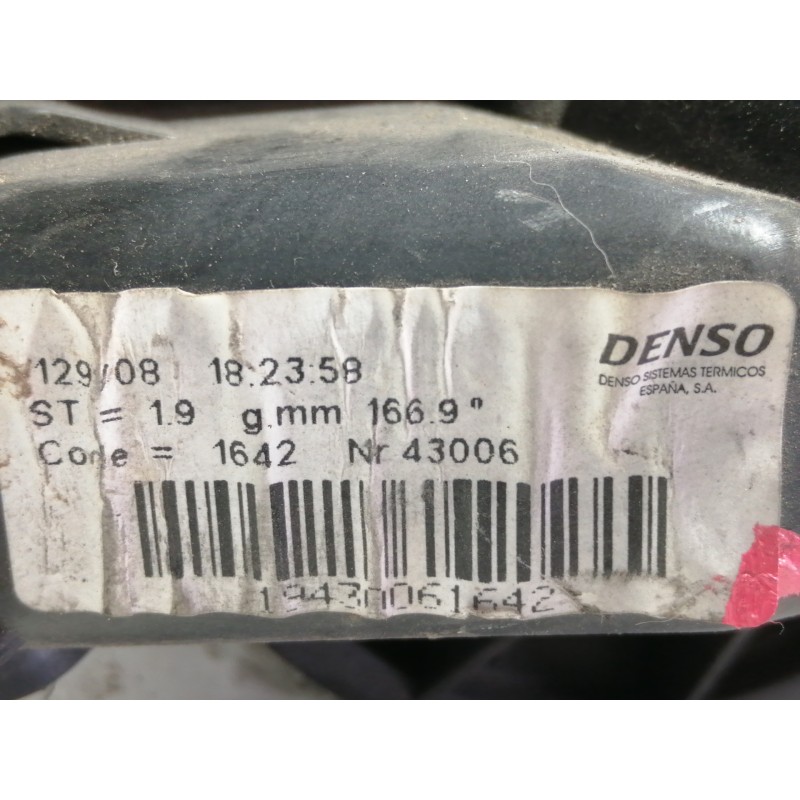 129/08 18:23:58
ST = 1.9 g.mm 166.9°
Code = 1642 Nr 43006
19430061642
DENSO
DENSO SISTEMAS TERMICOS
ESPAÑA, S.A.